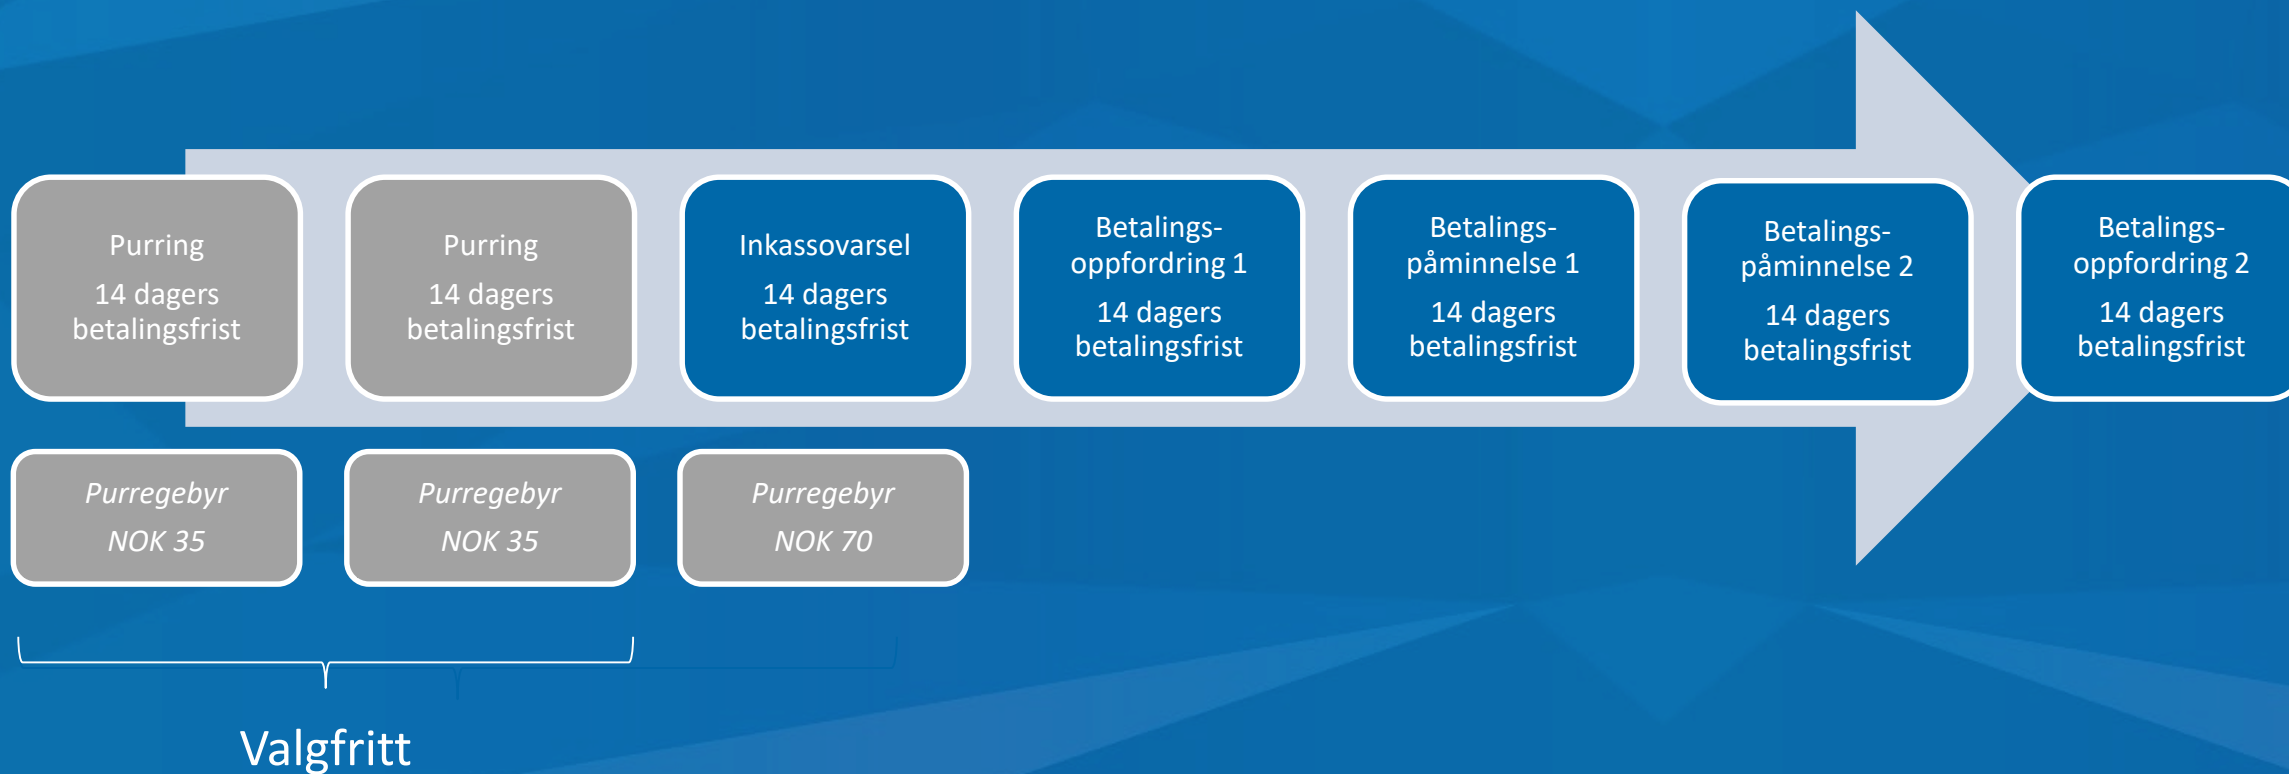 Purring
14 dagers
betalingsfrist
Purring
14 dagers
betalingsfrist
Inkassovarsel
14 dagers
betalingsfrist
Betalings-
oppfordring 1
14 dagers
betalingsfrist
Betalings-
påminnelse 1
14 dagers
betalingsfrist
Betalings-
påminnelse 2
14 dagers
betalingsfrist
Betalings-
oppfordring 2
14 dagers
betalingsfrist
Purregebyr
NOK 35
Purregebyr
NOK 35
Purregebyr
NOK 70
Valgfritt